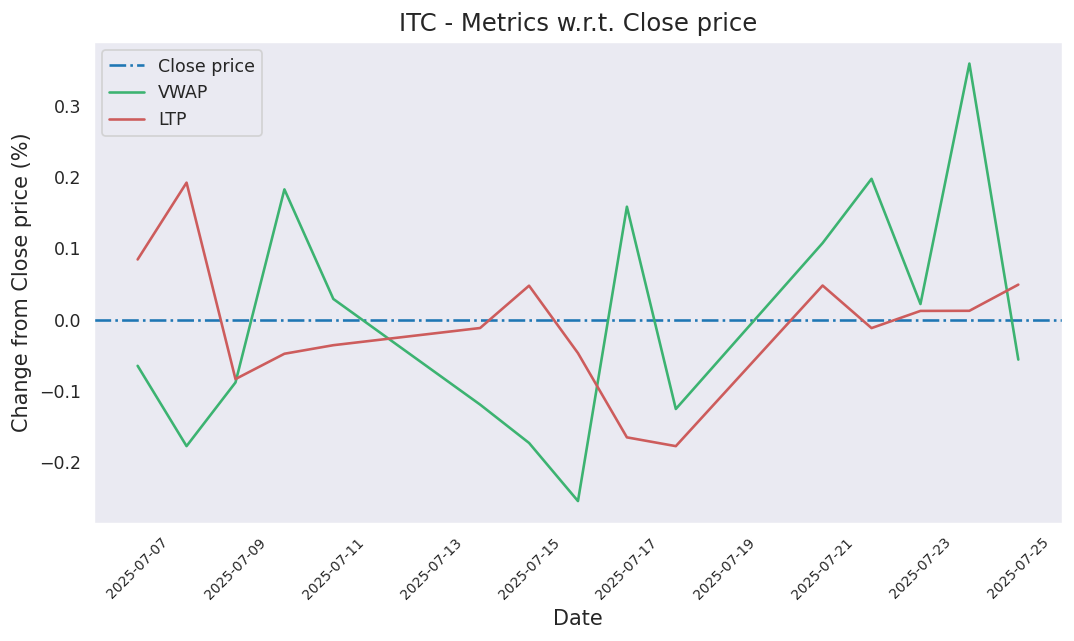 ITC - Metrics w.r.t. Close price
Close price
VWAP
LTP
Change from Close price (%)
0.3
0.2
0.1
0.0
−0.1
−0.2
2025-07-07
2025-07-09
2025-07-11
2025-07-13
2025-07-15
2025-07-17
2025-07-19
2025-07-21
2025-07-23
2025-07-25
Date